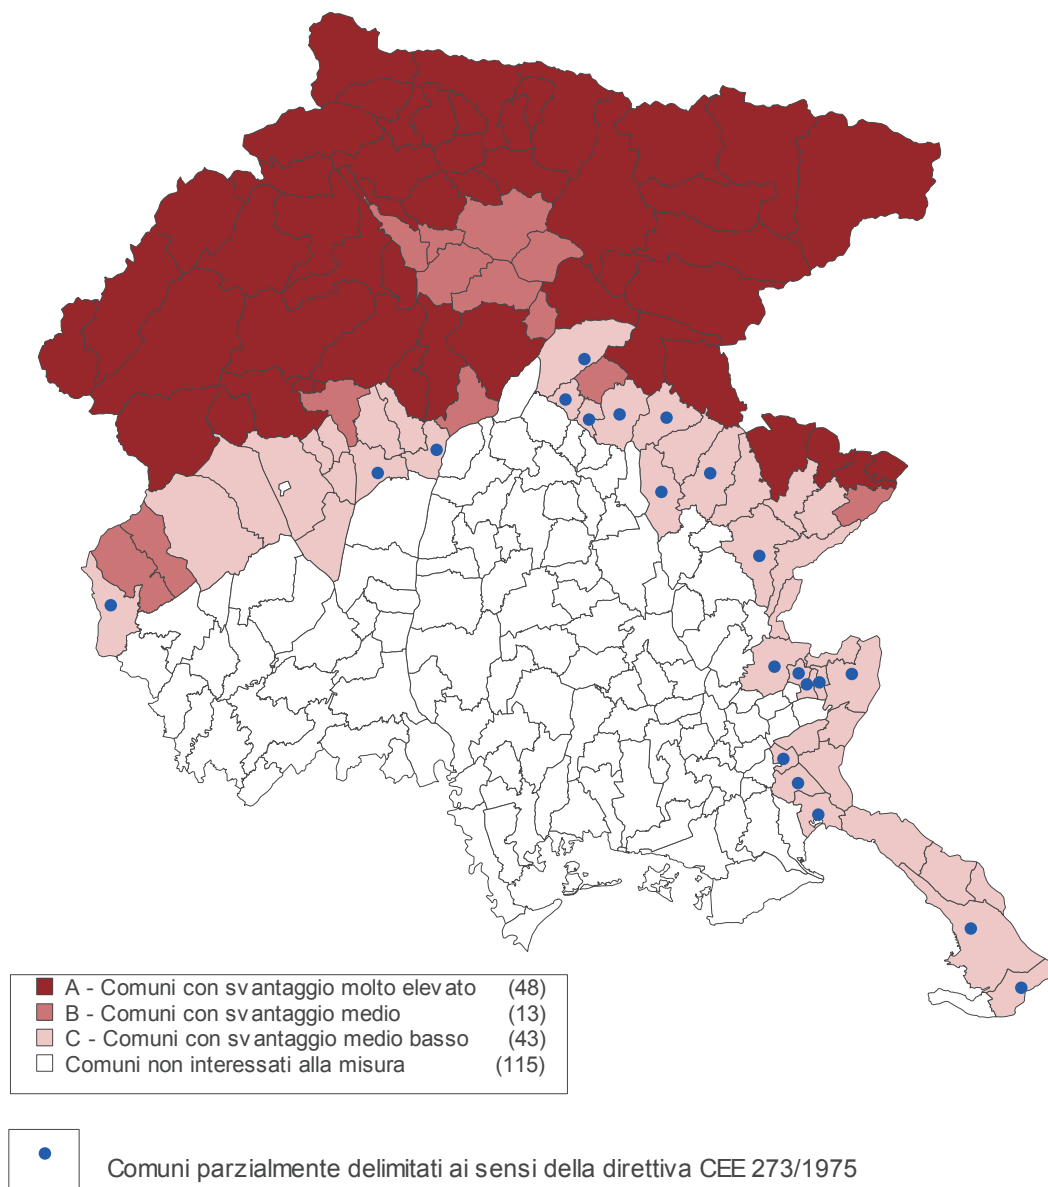 A - Comuni con svantaggio molto elevato (48)
B - Comuni con svantaggio medio (13)
C - Comuni con svantaggio medio basso (43)
Comuni non interessati alla misura (115)
Comuni parzialmente delimitati ai sensi della direttiva CEE 273/1975